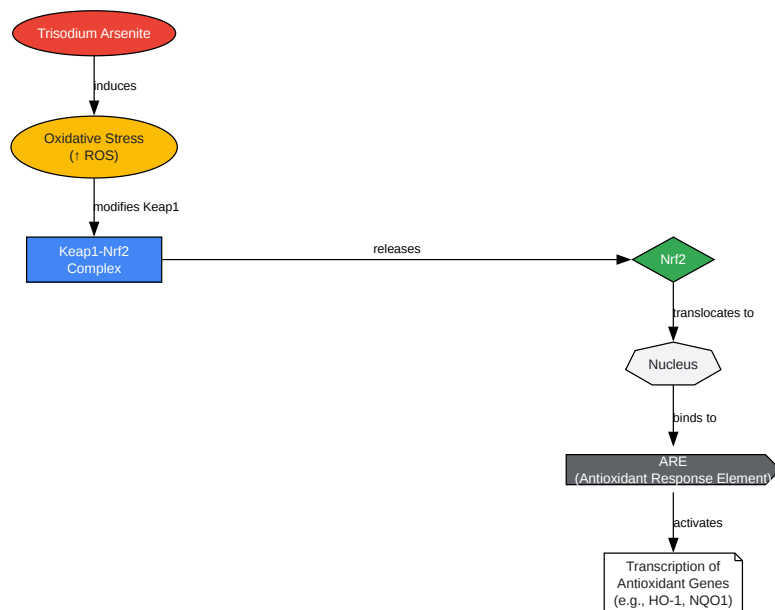 Trisodium Arsenite
induces
Oxidative Stress
(↑ ROS)
modifies Keap1
Keap1-Nrf2
Complex
releases
Nrf2
translocates to
Nucleus
binds to
ARE
(Antioxidant Response Element)
activates
Transcription of
Antioxidant Genes
(e.g., HO-1, NQO1)